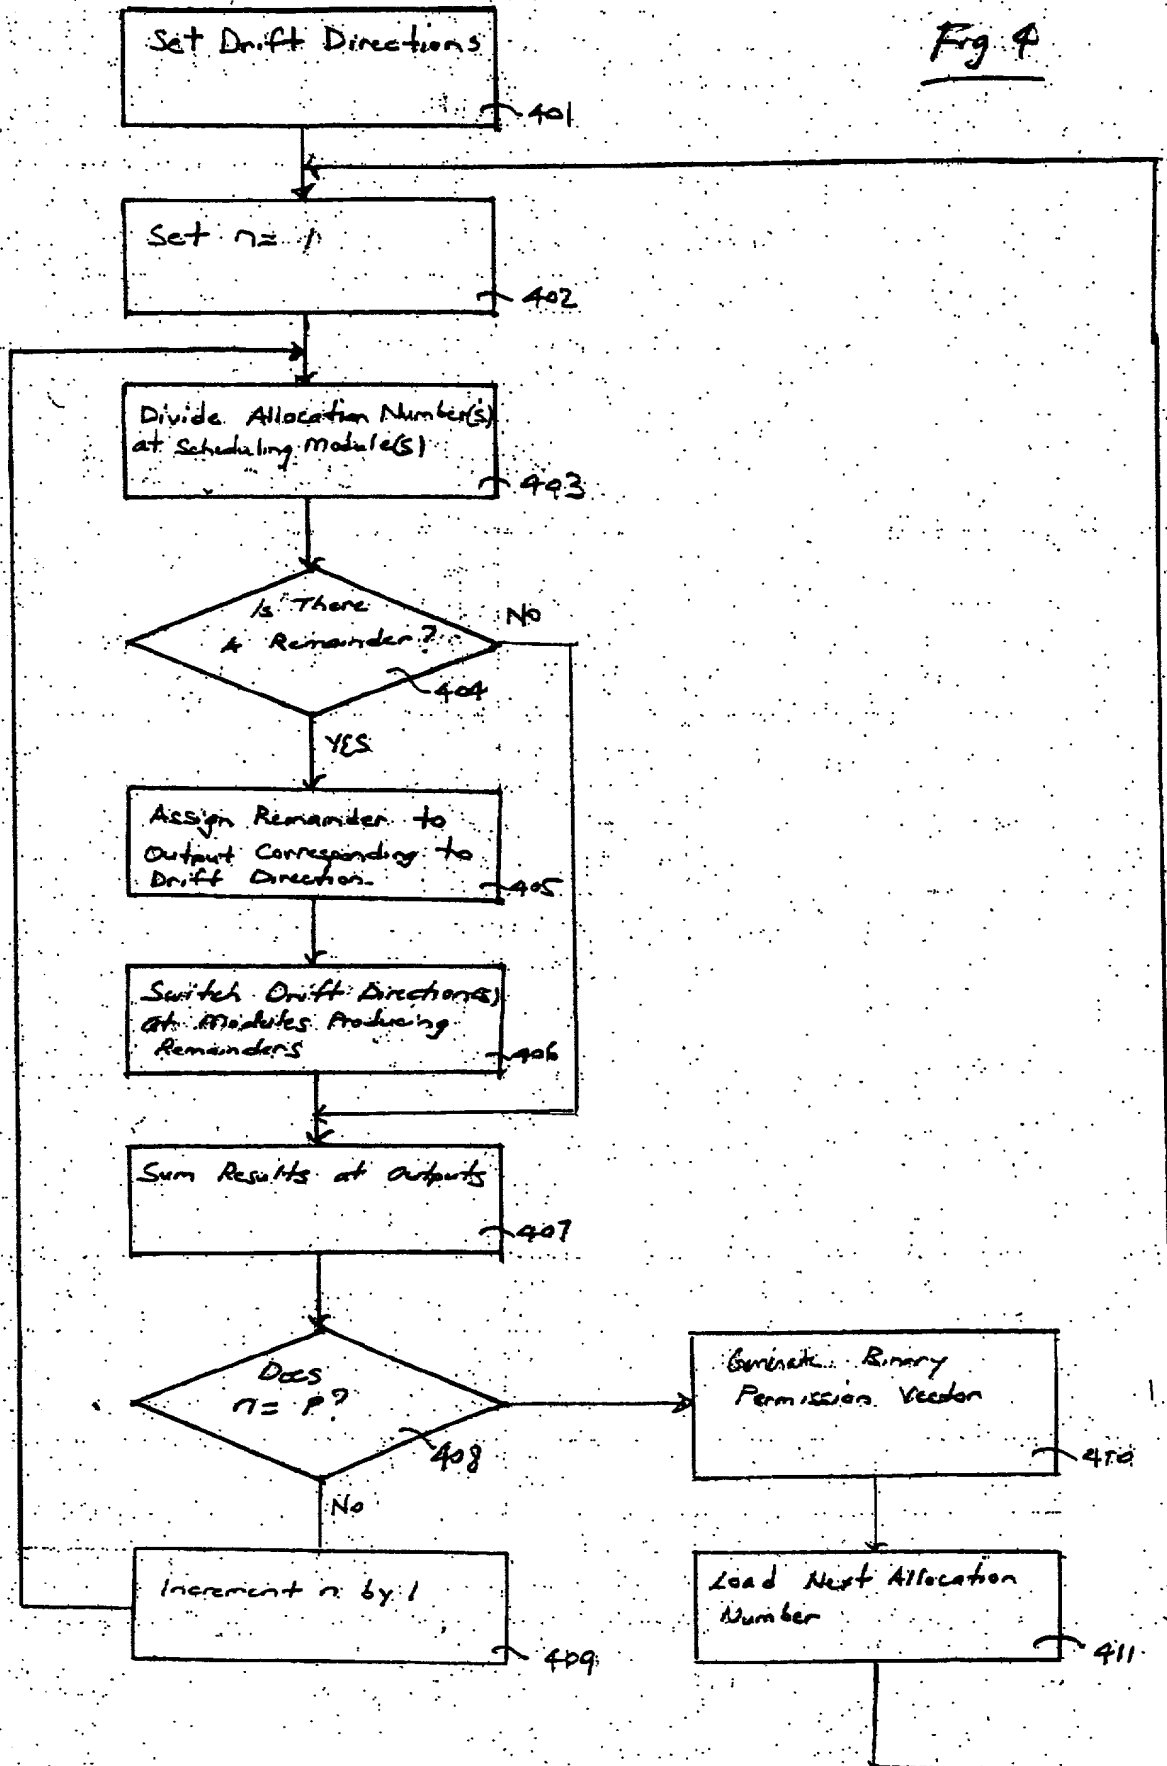 Fig 4
Set Drift Directions
401
Set n= 1
402
Divide Allocation Number(s)
at Scheduling Module(s)
403
Is There
A Remainder?
No
404
YES
Assign Remainder to
Output Corresponding to
Drift Direction
405
Switch Drift Direction(s)
at Modules Producing
Remainders
406
Sum Results at Outputs
407
Does
n= P?
408
No
Increment n by 1
409
Generate Binary
Permission Vector
410
Load Next Allocation
Number
411